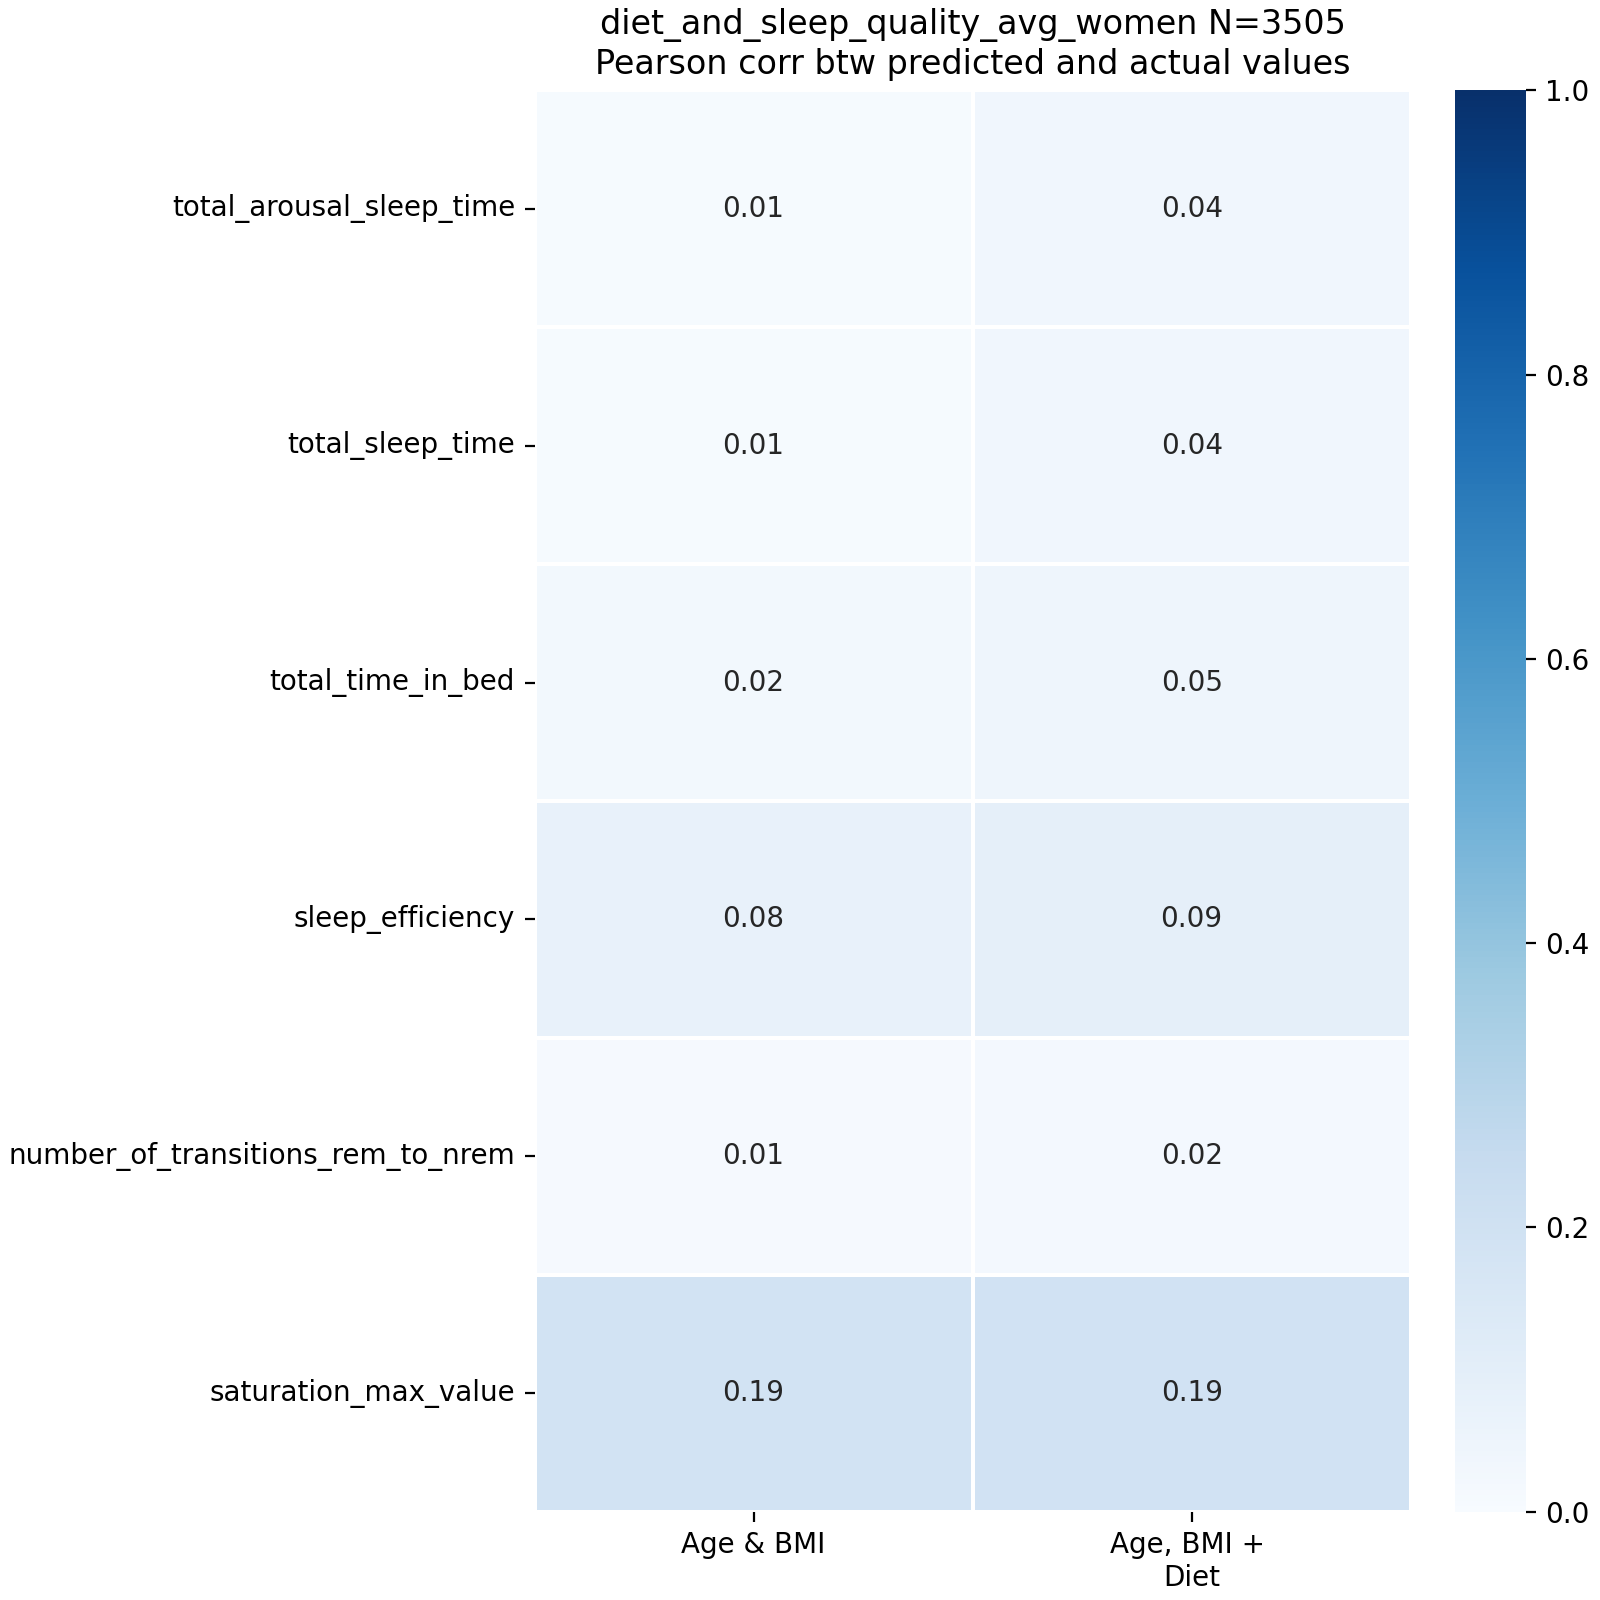 diet_and_sleep_quality_avg_women N=3505
Pearson corr btw predicted and actual values
total_arousal_sleep_time 0.01 0.04
total_sleep_time 0.01 0.04
total_time_in_bed 0.02 0.05
sleep_efficiency 0.08 0.09
number_of_transitions_rem_to_nrem 0.01 0.02
saturation_max_value 0.19 0.19
Age & BMI
Age, BMI +
Diet
1.0
0.8
0.6
0.4
0.2
0.0